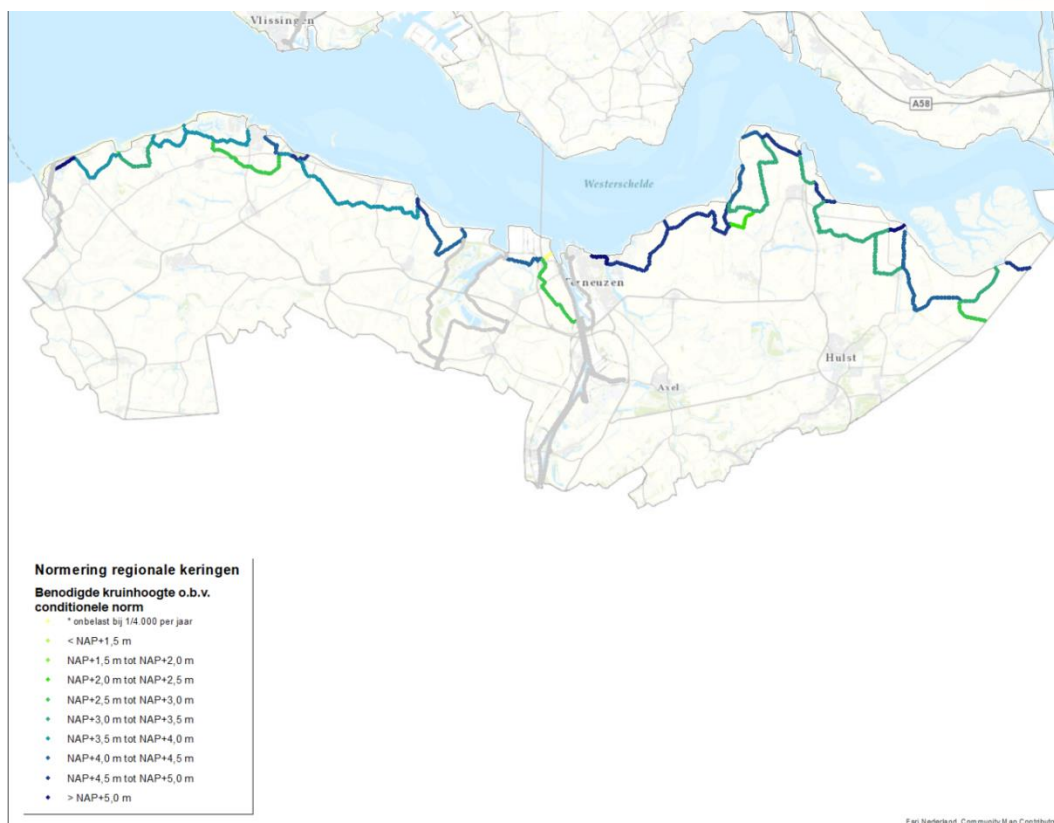 Vlissingen
A58
Westerschelde
Terneuzen
Hulst
Axel
Normering regionale keringen
Benodigde kruinhoogte o.b.v.
conditionele norm
* onbelast bij 1/4.000 per jaar
< NAP+1,5 m
NAP+1,5 m tot NAP+2,0 m
NAP+2,0 m tot NAP+2,5 m
NAP+2,5 m tot NAP+3,0 m
NAP+3,0 m tot NAP+3,5 m
NAP+3,5 m tot NAP+4,0 m
NAP+4,0 m tot NAP+4,5 m
NAP+4,5 m tot NAP+5,0 m
> NAP+5,0 m
Esri Nederland, Community Map Contributo